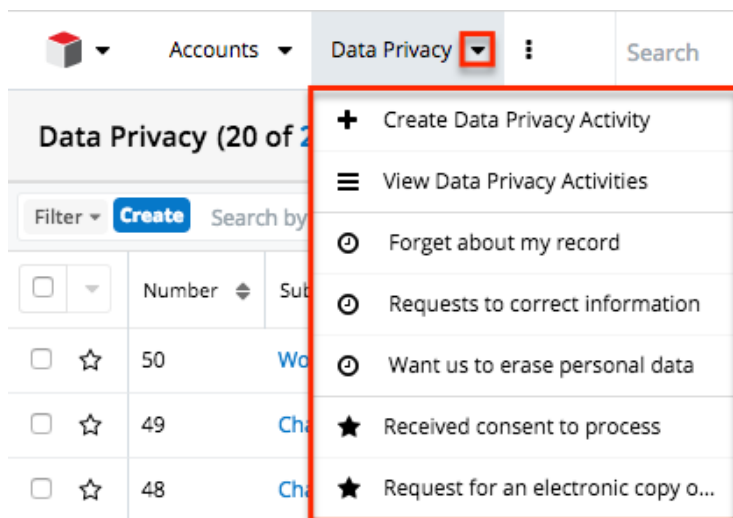 Accounts Data Privacy Search
Data Privacy (20 of 2
Create Data Privacy Activity
View Data Privacy Activities
Filter Create Search by
Forget about my record
Number Sub
Requests to correct information
50 Wo
Want us to erase personal data
49 Cha
Received consent to process
48 Cha
Request for an electronic copy o...